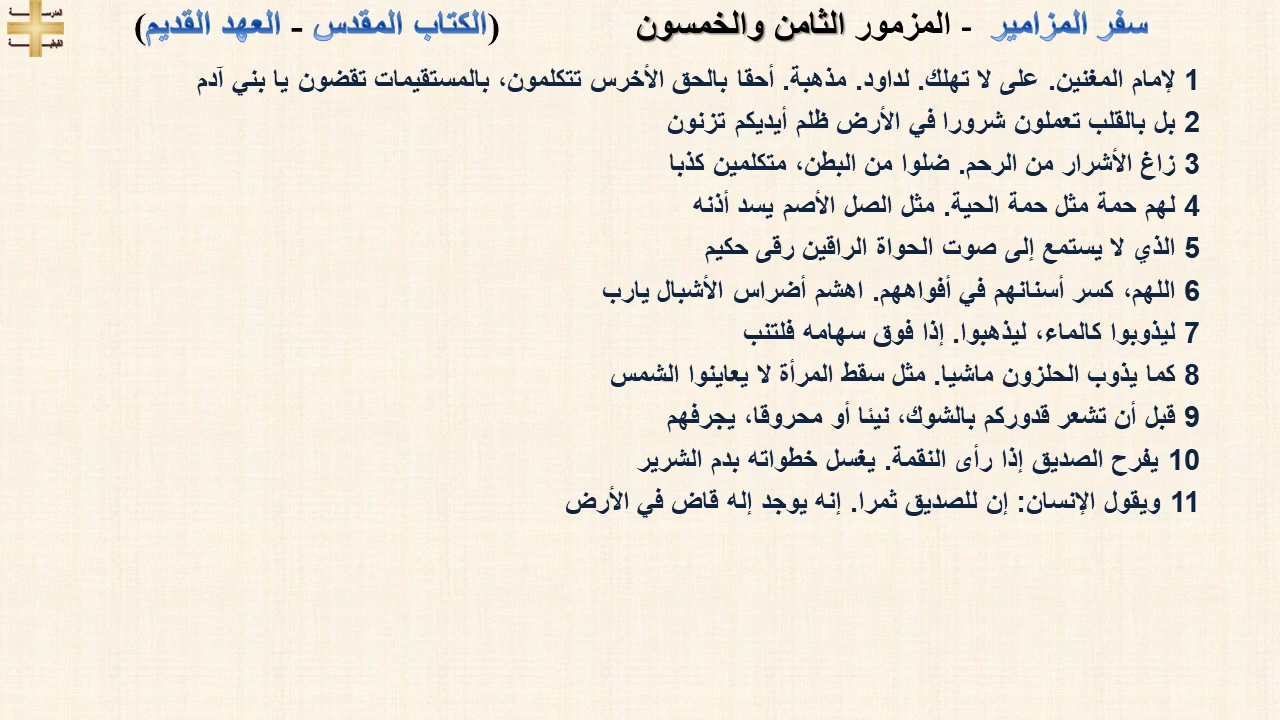 سفر المزامير - المزمور الثامن والخمسون (الكتاب المقدس - العهد القديم)
1 لإمام المغنين. على لا تهلك. لداود. مذهبة. أحقا بالحق الأخرس تتكلمون، بالمستقيمات تقضون يا بني آدم
2 بل بالقلب تعملون شرورا في الأرض ظلم أيديكم تزنون
3 زاغ الأشرار من الرحم. ضلوا من البطن، متكلمين كذبا
4 لهم حمة مثل حمة الحية. مثل الصل الأصم يسد أذنه
5 الذي لا يستمع إلى صوت الحواة الراقين رقى حكيم
6 اللهم، كسر أسنانهم في أفواههم. اهشم أضراس الأشبال يارب
7 ليذوبوا كالماء، ليذهبوا. إذا فوق سهامه فلتنب
8 كما يذوب الحلزون ماشيا. مثل سقط المرأة لا يعاينوا الشمس
9 قبل أن تشعر قدوركم بالشوك، نيئا أو محروقا، يجرفهم
10 يفرح الصديق إذا رأى النقمة. يغسل خطواته بدم الشرير
11 ويقول الإنسان: إن للصديق ثمرا. إنه يوجد إله قاض في الأرض